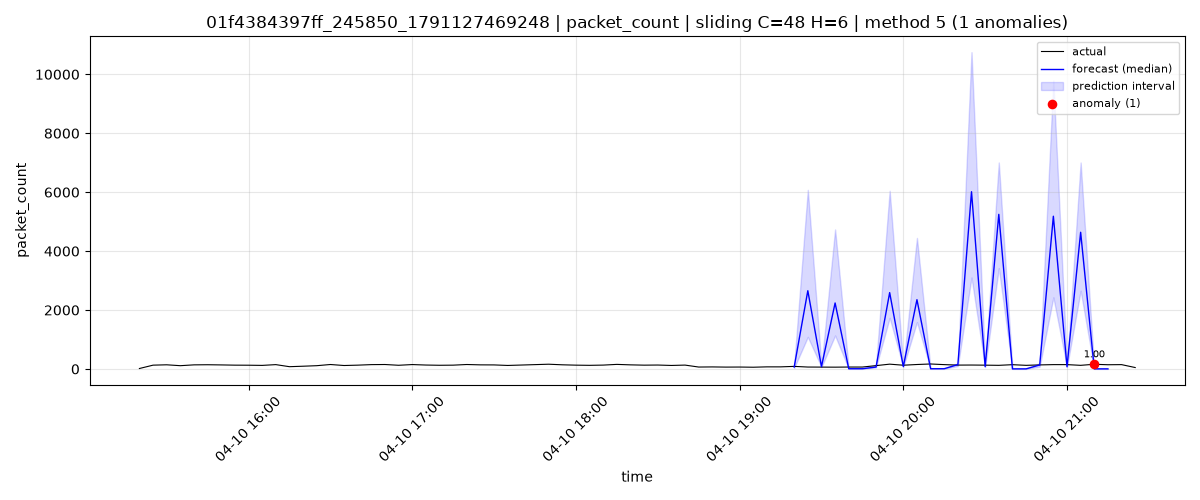 01f4384397ff_245850_1791127469248 | packet_count | sliding C=48 H=6 | method 5 (1 anomalies)
actual
forecast (median)
prediction interval
anomaly (1)
10000
8000
6000
4000
2000
0
packet_count
1.00
04-10 16:00
04-10 17:00
04-10 18:00
04-10 19:00
04-10 20:00
04-10 21:00
time